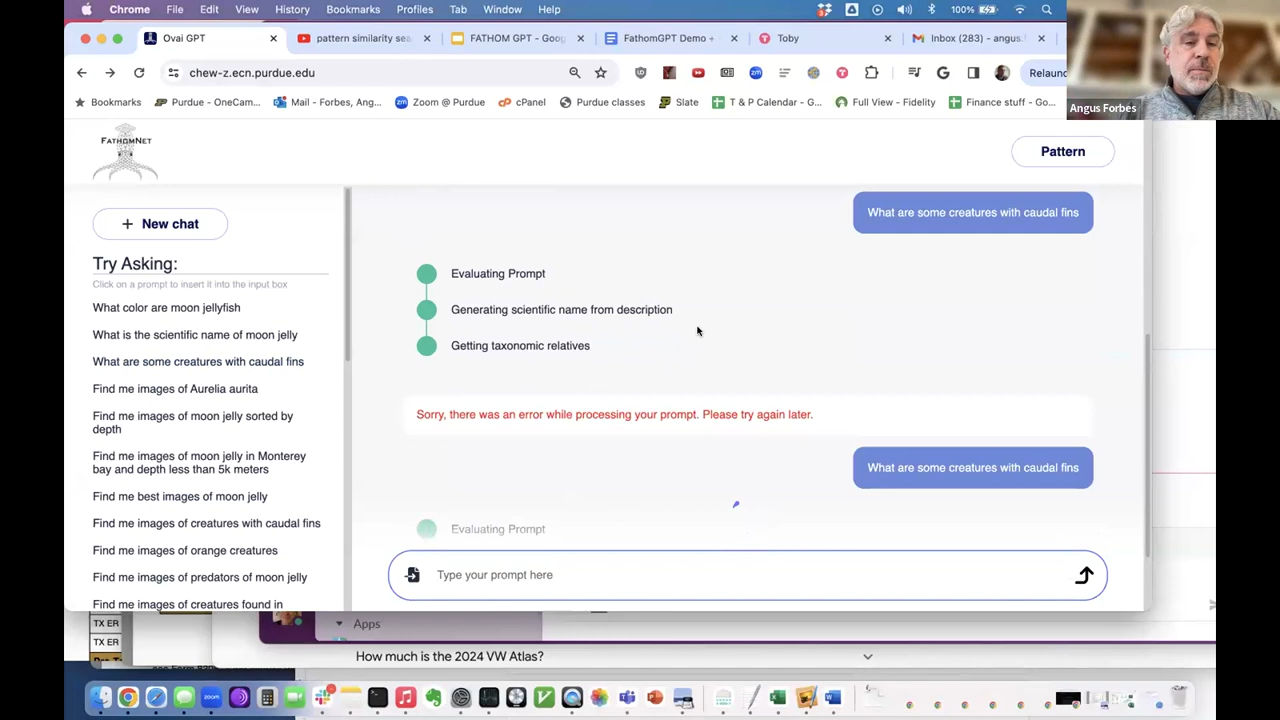 Chrome File Edit View History Bookmarks Profiles Tab Window Help 100%
Ovai GPT
pattern similarity sea
FATHOM GPT - Goog
FathomGPT Demo +
Toby
Inbox (283) - angus.f
chew-z.ecn.purdue.edu
Relaun
Bookmarks
Purdue - OneCam...
Mail - Forbes, Ang...
Zoom @ Purdue
cPanel
Purdue classes
Slate
T & P Calendar - G...
Full View - Fidelity
Finance stuff - Go...
Angus Forbes
FATHOMNET
Pattern
+ New chat
Try Asking:
Click on a prompt to insert it into the input box
What color are moon jellyfish
What is the scientific name of moon jelly
What are some creatures with caudal fins
Find me images of Aurelia aurita
Find me images of moon jelly sorted by
depth
Find me images of moon jelly in Monterey
bay and depth less than 5k meters
Find me best images of moon jelly
Find me images of creatures with caudal fins
Find me images of orange creatures
Find me images of predators of moon jelly
Find me images of creatures found in
What are some creatures with caudal fins
Evaluating Prompt
Generating scientific name from description
Getting taxonomic relatives
Sorry, there was an error while processing your prompt. Please try again later.
What are some creatures with caudal fins
Evaluating Prompt
Type your prompt here
TX ER
TX ER
Apps
How much is the 2024 VW Atlas?